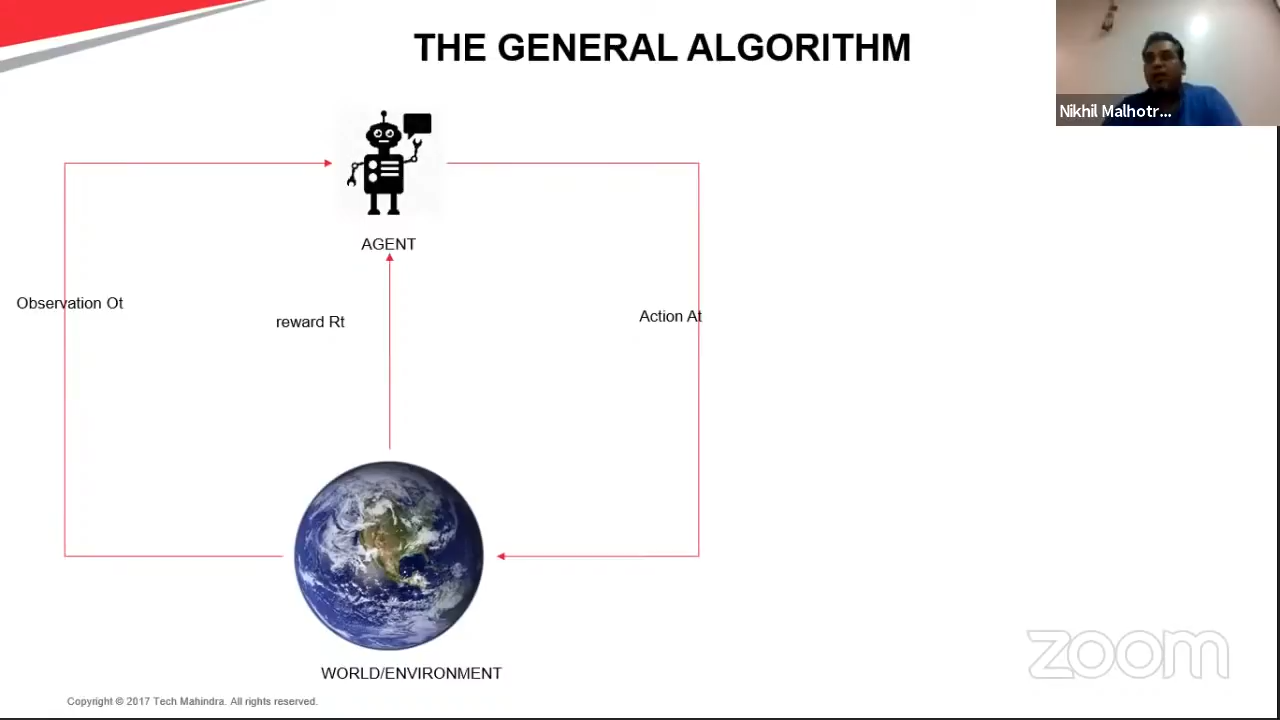 THE GENERAL ALGORITHM
Nikhil Malhotr...
AGENT
Observation Ot
reward Rt
Action At
WORLD/ENVIRONMENT
zoom
Copyright © 2017 Tech Mahindra. All rights reserved.